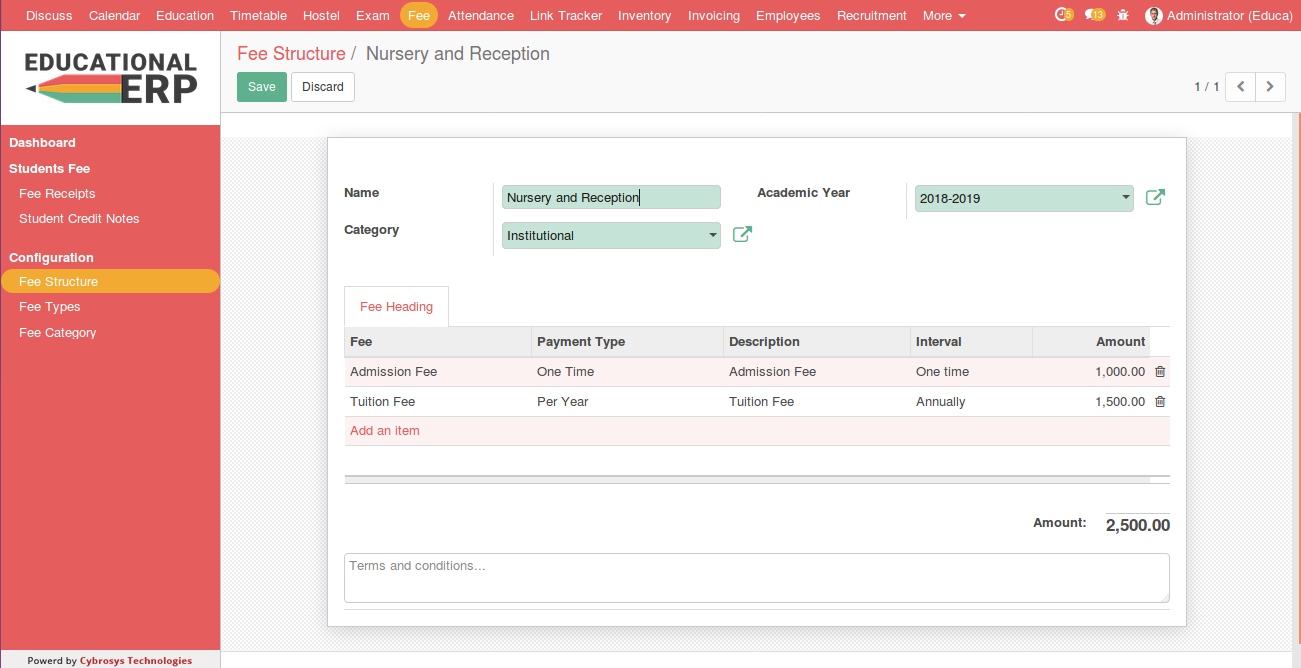 Discuss Calendar Education Timetable Hostel Exam Fee Attendance Link Tracker Inventory Invoicing Employees Recruitment More 5 13 Administrator (Educa)
EDUCATIONAL
ERP
Fee Structure / Nursery and Reception
Save Discard
1 / 1
Dashboard
Students Fee
Fee Receipts
Student Credit Notes
Configuration
Fee Structure
Fee Types
Fee Category
Name Nursery and Reception Academic Year 2018-2019
Category Institutional
Fee Heading
Fee Payment Type Description Interval Amount
Admission Fee One Time Admission Fee One time 1,000.00
Tuition Fee Per Year Tuition Fee Annually 1,500.00
Add an item
Amount: 2,500.00
Terms and conditions...
Powerd by Cybrosys Technologies